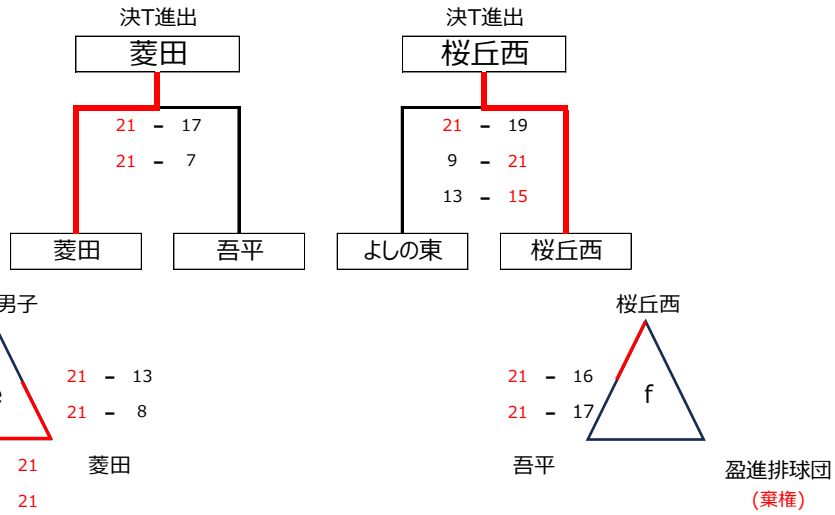 決T進出 決T進出
菱田 桜丘西
21 - 17 21 - 19
21 - 7 9 - 21
13 - 15
菱田 吾平 よしの東 桜丘西
男子 桜丘西
21 - 13 21 - 16
f
21 - 8 21 - 17
21 菱田 吾平 盈進排球団
21 (棄権)